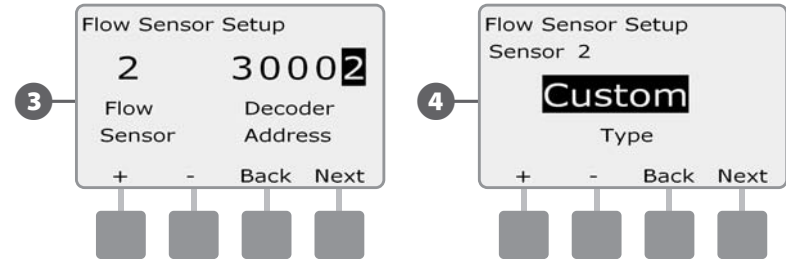 3
Flow Sensor Setup
2 30002
Flow Decoder
Sensor Address
+ - Back Next
4
Flow Sensor Setup
Sensor 2
Custom
Type
+ - Back Next